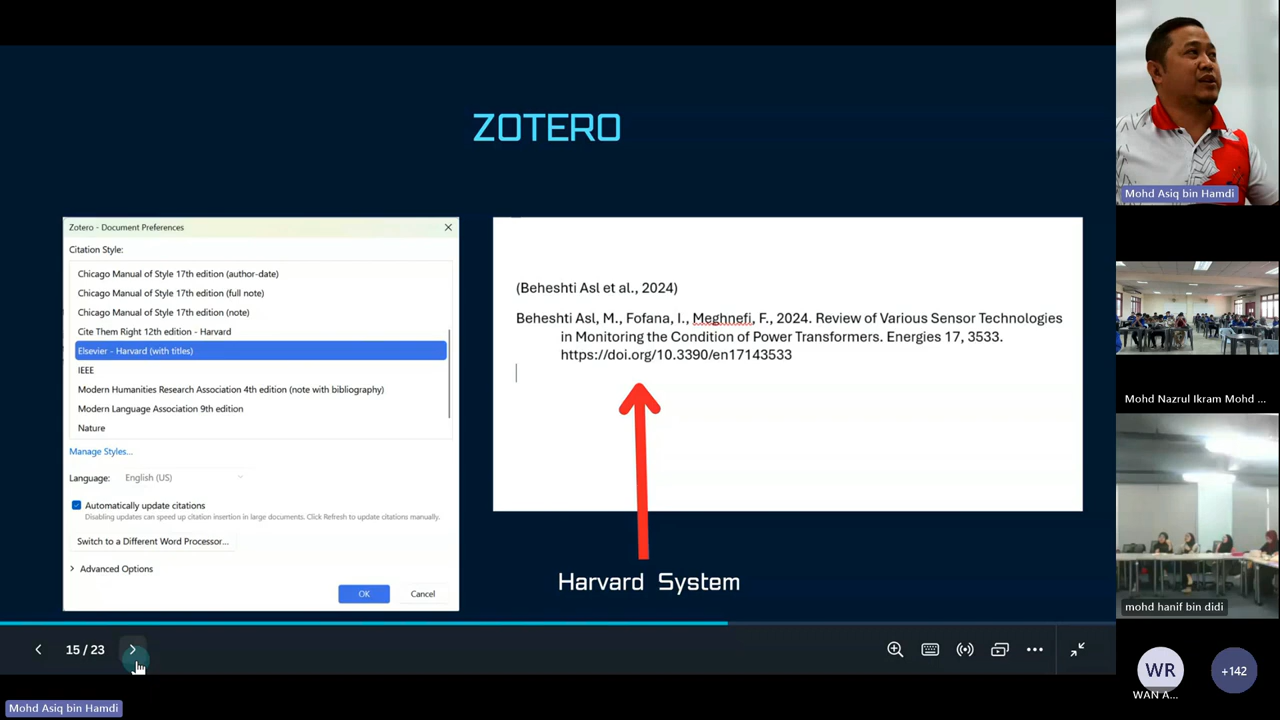 ZOTERO
Zotero - Document Preferences
Citation Style:
Chicago Manual of Style 17th edition (author-date)
Chicago Manual of Style 17th edition (full note)
Chicago Manual of Style 17th edition (note)
Cite Them Right 12th edition - Harvard
Elsevier - Harvard (with titles)
IEEE
Modern Humanities Research Association 4th edition (note with bibliography)
Modern Language Association 9th edition
Nature
Manage Styles...
Language: English (US)
Automatically update citations
Disabling updates can speed up citation insertion in large documents. Click Refresh to update citations manually.
Switch to a Different Word Processor...
Advanced Options
OK Cancel
(Beheshti Asl et al., 2024)
Beheshti Asl, M., Fofana, I., Meghnefi, F., 2024. Review of Various Sensor Technologies
in Monitoring the Condition of Power Transformers. Energies 17, 3533.
https://doi.org/10.3390/en17143533
Harvard System
15 / 23
Mohd Asiq bin Hamdi
Mohd Asiq bin Hamdi
Mohd Nazrul Ikram Mohd ...
mohd hanif bin didi
WR
WAN A...
+142